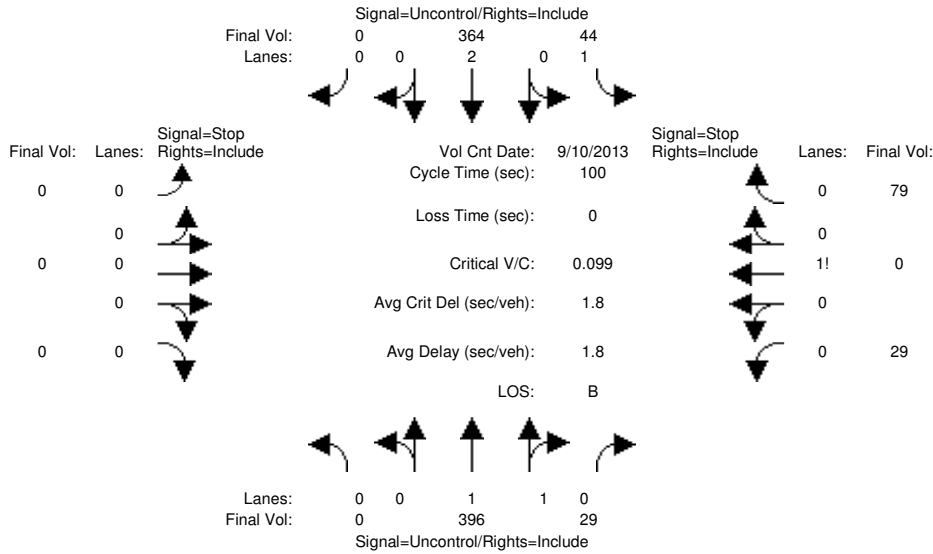 Signal=Uncontrol/Rights=Include
Final Vol: 0 364 44
Lanes: 0 0 2 0 1
Signal=Stop Signal=Stop
Final Vol: Lanes: Rights=Include Vol Cnt Date: 9/10/2013 Rights=Include Lanes: Final Vol:
Cycle Time (sec): 100
0 0 0 79
Loss Time (sec): 0
0 0
0 0 Critical V/C: 0.099 1! 0
0 Avg Crit Del (sec/veh): 1.8 0
0 0 Avg Delay (sec/veh): 1.8 0 29
LOS: B
Lanes: 0 0 1 1 0
Final Vol: 0 396 29
Signal=Uncontrol/Rights=Include